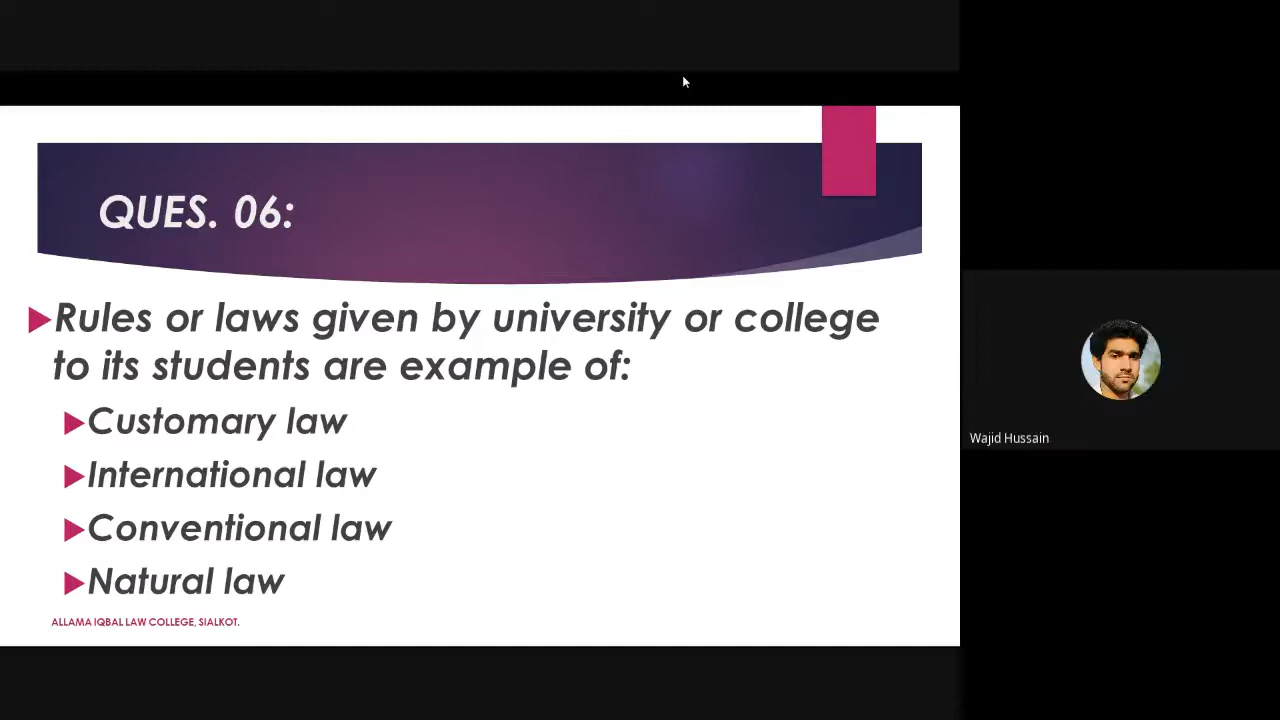 QUES. 06:
Rules or laws given by university or college
to its students are example of:
Customary law
International law
Conventional law
Natural law
ALLAMA IQBAL LAW COLLEGE, SIALKOT.
Wajid Hussain